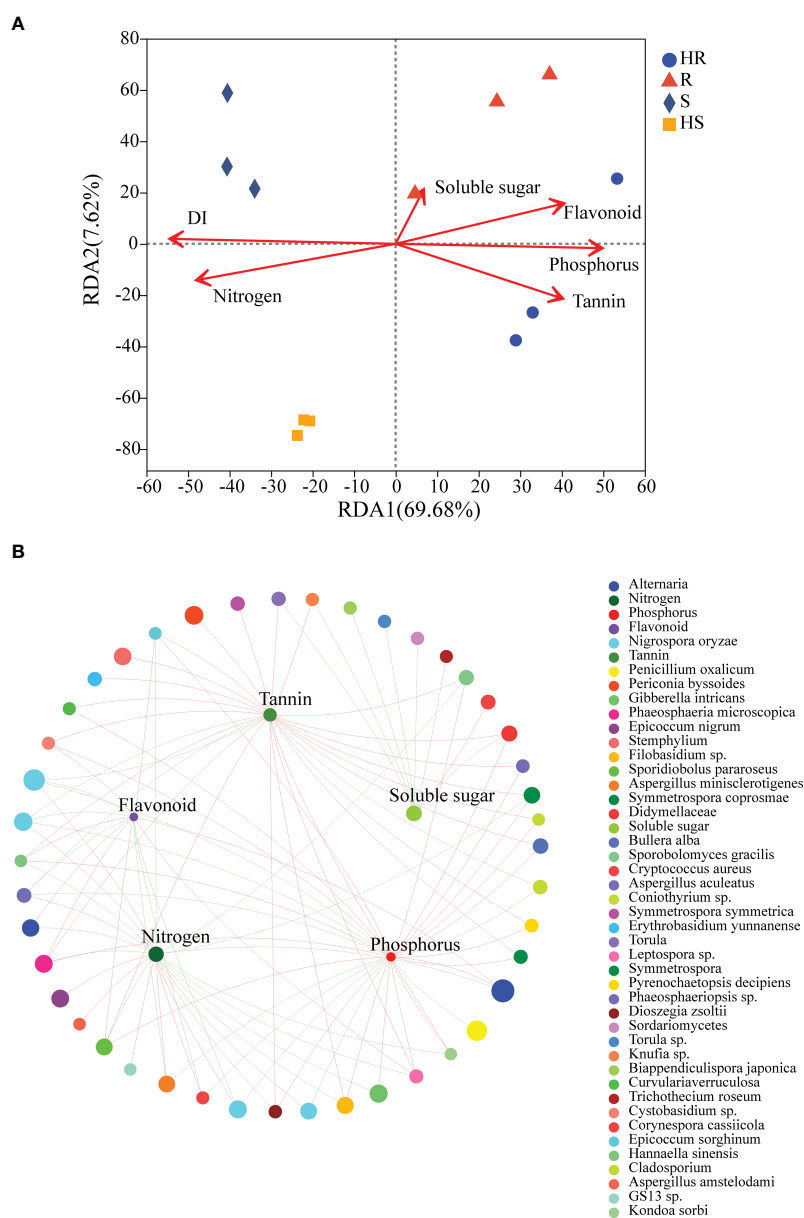 A
80
60
40
20
0
-20
-40
-60
-80
-60 -50 -40 -30 -20 -10 0 10 20 30 40 50 60
RDA2(7.62%)
RDA1(69.68%)
DI
Nitrogen
Soluble sugar
Flavonoid
Phosphorus
Tannin
HR
R
S
HS
B
Tannin
Flavonoid
Soluble sugar
Nitrogen
Phosphorus
Alternaria
Nitrogen
Phosphorus
Flavonoid
Nigrospora oryzae
Tannin
Penicillium oxalicum
Periconia byssoides
Gibberella intricans
Phaeosphaeria microscopica
Epicoccum nigrum
Stemphylium
Filobasidium sp.
Sporidiobolus pararoseus
Aspergillus minisclerotigenes
Symmetrospora coprosmae
Didymellaceae
Soluble sugar
Bullera alba
Sporobolomyces gracilis
Cryptococcus aureus
Aspergillus aculeatus
Coniothyrium sp.
Symmetrospora symmetrica
Erythrobasidium yunnanense
Torula
Leptospora sp.
Symmetrospora
Pyrenochaetopsis decipiens
Phaeosphaeriopsis sp.
Dioszegia zsoltii
Sordariomycetes
Torula sp.
Knufia sp.
Biappendiculispora japonica
Curvulariaverruculosa
Trichothecium roseum
Cystobasidium sp.
Corynespora cassiicola
Epicoccum sorghinum
Hannaella sinensis
Cladosporium
Aspergillus amstelodami
GS13 sp.
Kondoa sorbi